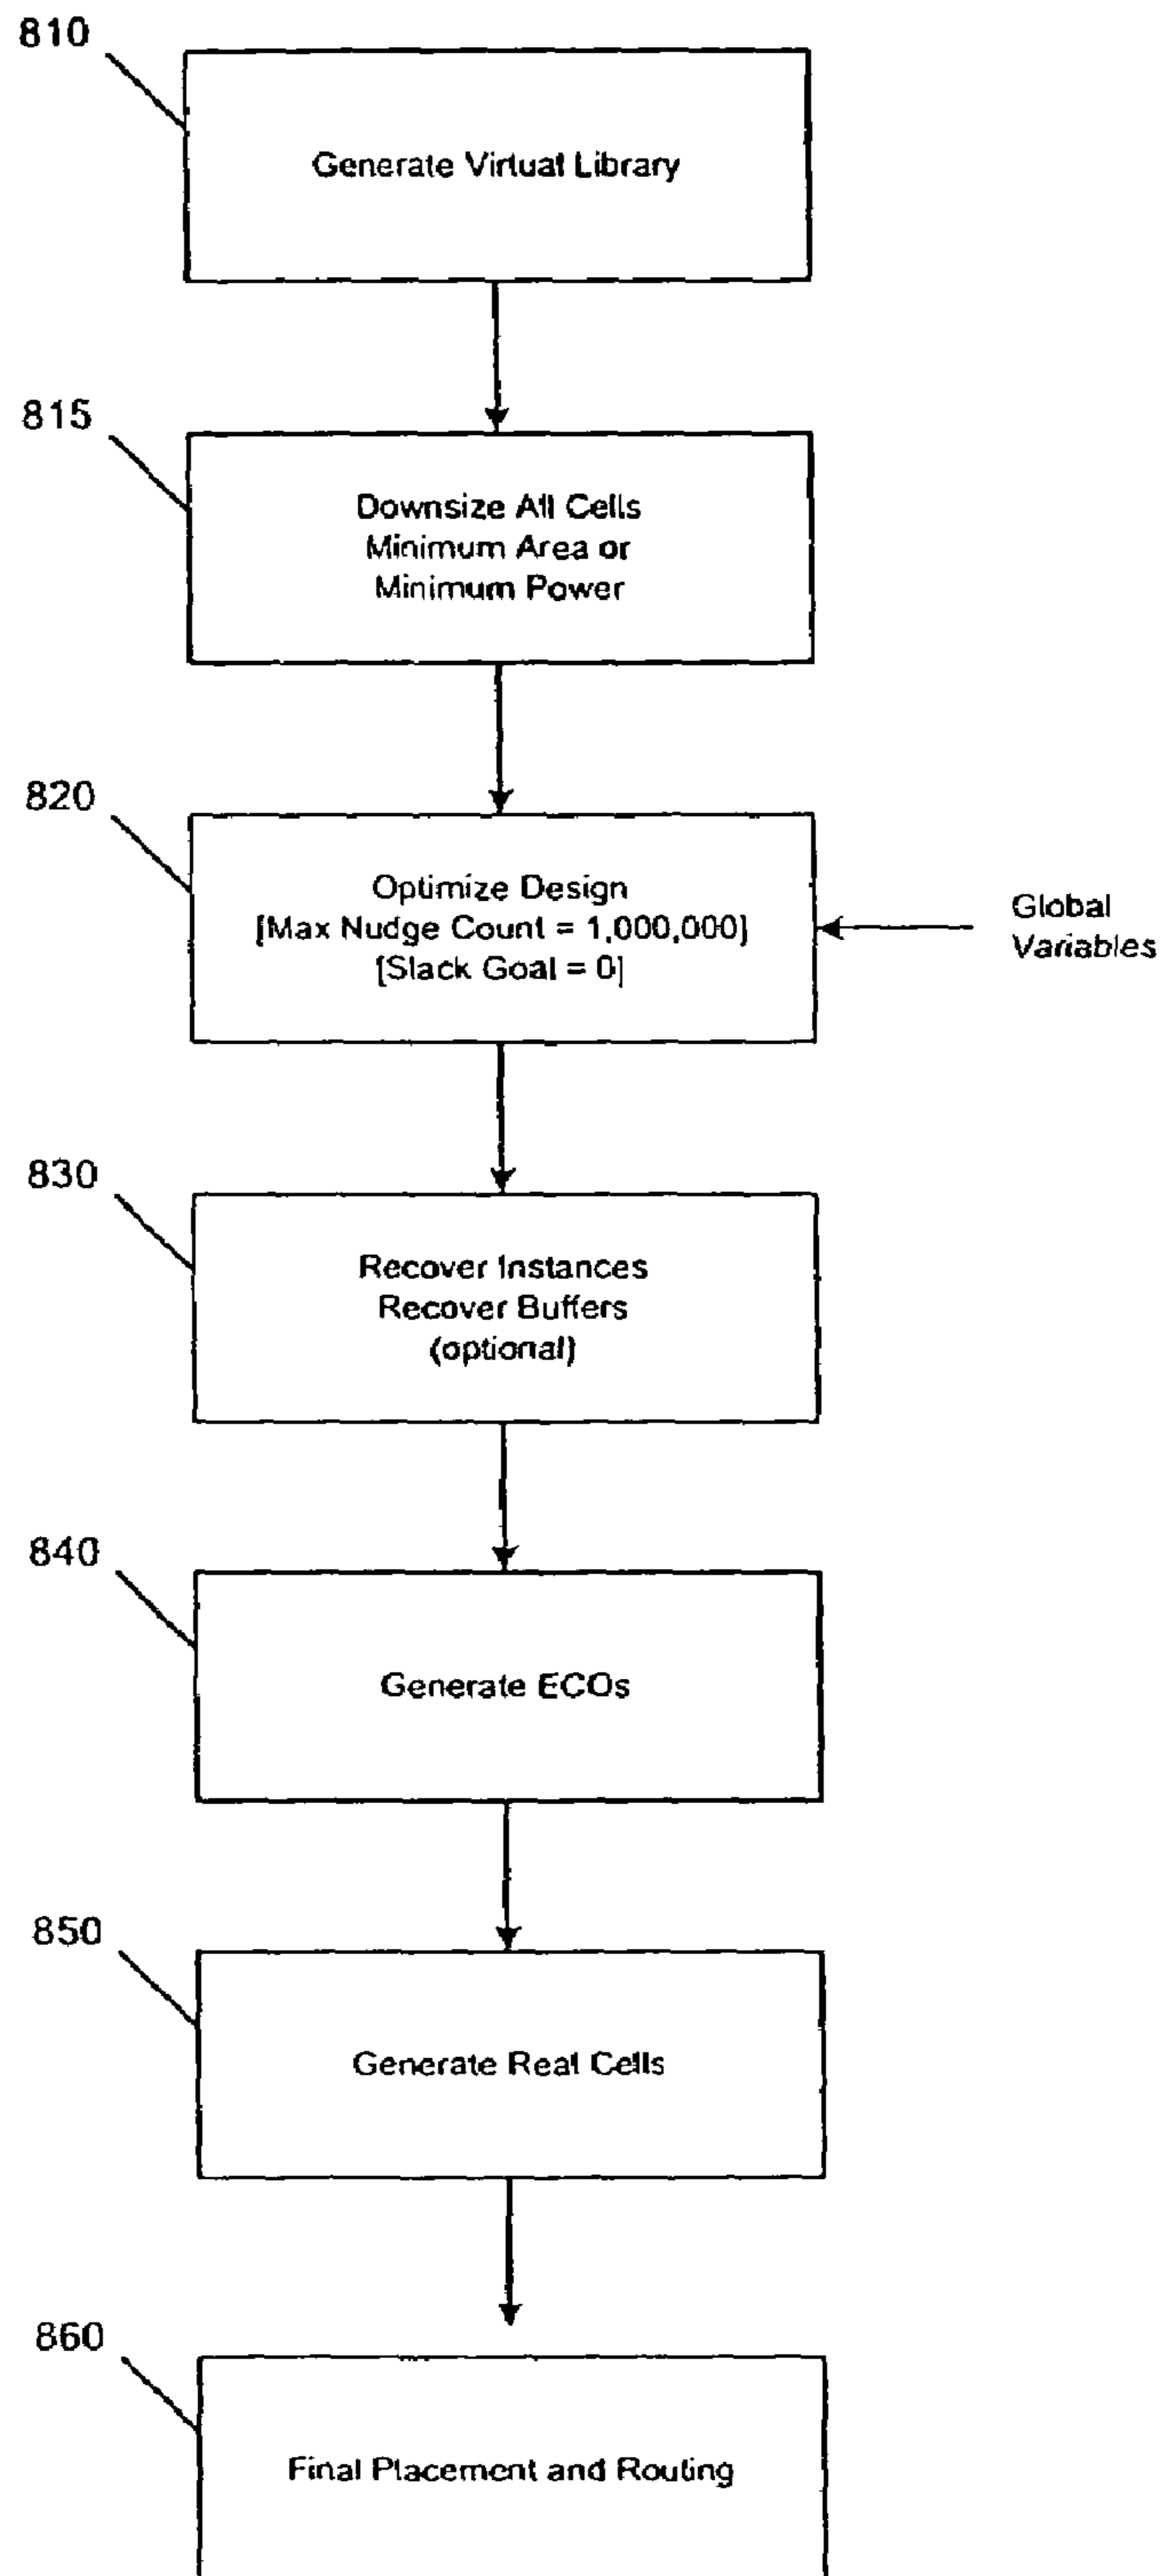 810
Generate Virtual Library
815
Downsize All Cells
Minimum Area or
Minimum Power
820
Optimize Design
[Max Nudge Count = 1,000,000]
[Slack Goal = 0]
Global
Variables
830
Recover Instances
Recover Buffers
(optional)
840
Generate ECOs
850
Generate Real Cells
860
Final Placement and Routing